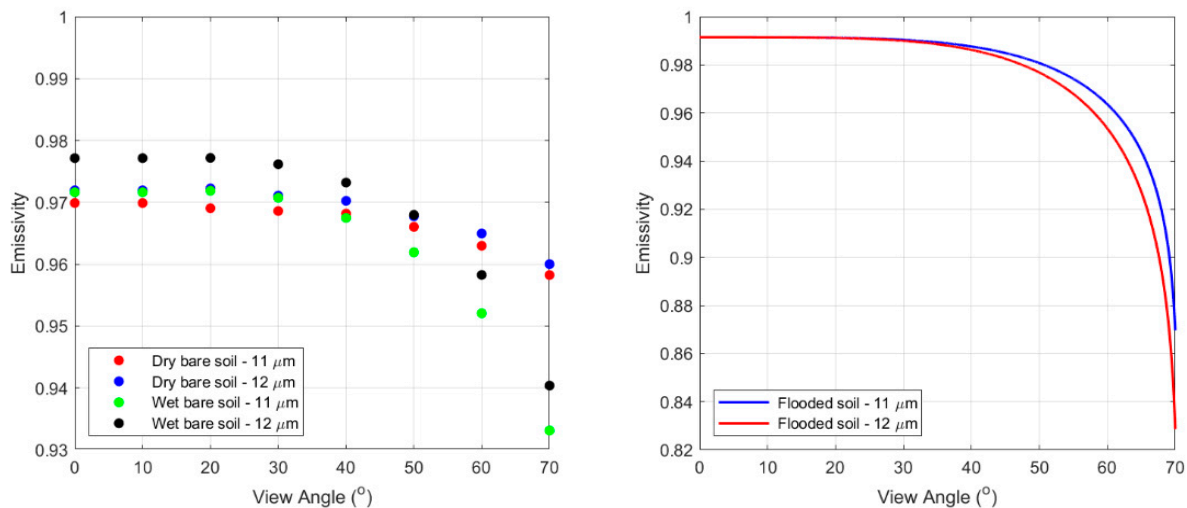 1
0.99
0.98
0.97
0.96
0.95
0.94
0.93
Emissivity
Dry bare soil - 11 μm
Dry bare soil - 12 μm
Wet bare soil - 11 μm
Wet bare soil - 12 μm
0 10 20 30 40 50 60 70
View Angle (o)
1
0.98
0.96
0.94
0.92
0.9
0.88
0.86
0.84
0.82
Emissivity
Flooded soil - 11 μm
Flooded soil - 12 μm
0 10 20 30 40 50 60 70
View Angle (o)